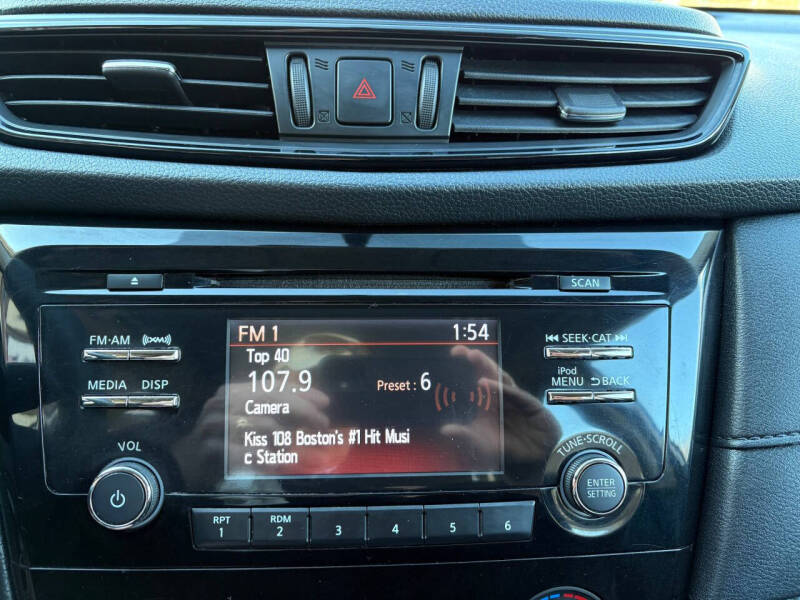 SCAN
FM·AM
((XM))
MEDIA DISP
VOL
FM 1 1:54
Top 40
107.9
Preset : 6
Camera
Kiss 108 Boston's #1 Hit Musi
c Station
SEEK·CAT
iPod
MENU BACK
TUNE·SCROLL
ENTER
SETTING
RPT
1
RDM
2
3
4
5
6